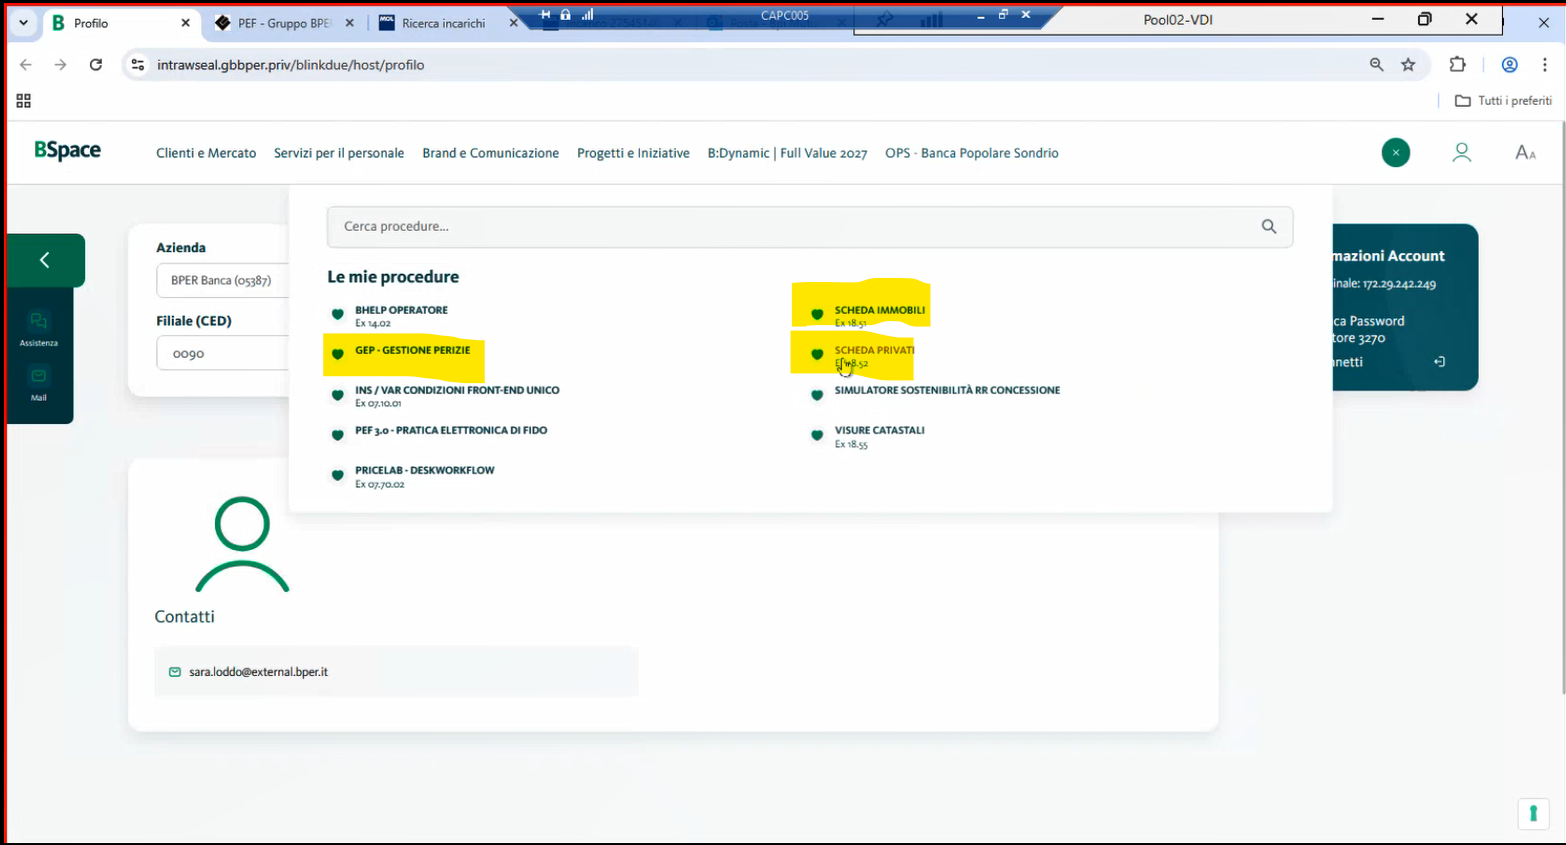 Profilo
PEF - Gruppo BPE
MOL
Ricerca incarichi
CAPC005
Pool02-VDI
intrawseal.gbbper.priv/blinkdue/host/profilo
Tutti i preferiti
BSpace
Clienti e Mercato
Servizi per il personale
Brand e Comunicazione
Progetti e Iniziative
B:Dynamic | Full Value 2027
OPS - Banca Popolare Sondrio
AA
Cerca procedure...
Azienda
BPER Banca (05387)
Filiale (CED)
0090
Assistenza
Mail
Le mie procedure
BHELP OPERATORE
Ex 14.02
GEP - GESTIONE PERIZIE
INS / VAR CONDIZIONI FRONT-END UNICO
Ex 07.10.01
PEF 3.0 - PRATICA ELETTRONICA DI FIDO
PRICELAB - DESKWORKFLOW
Ex 07.70.02
SCHEDA IMMOBILI
Ex 18.51
SCHEDA PRIVATI
Ex 18.52
SIMULATORE SOSTENIBILITÀ RR CONCESSIONE
VISURE CATASTALI
Ex 18.55
mazioni Account
inale: 172.29.242.249
ca Password
tore 3270
nnetti
Contatti
sara.loddo@external.bper.it